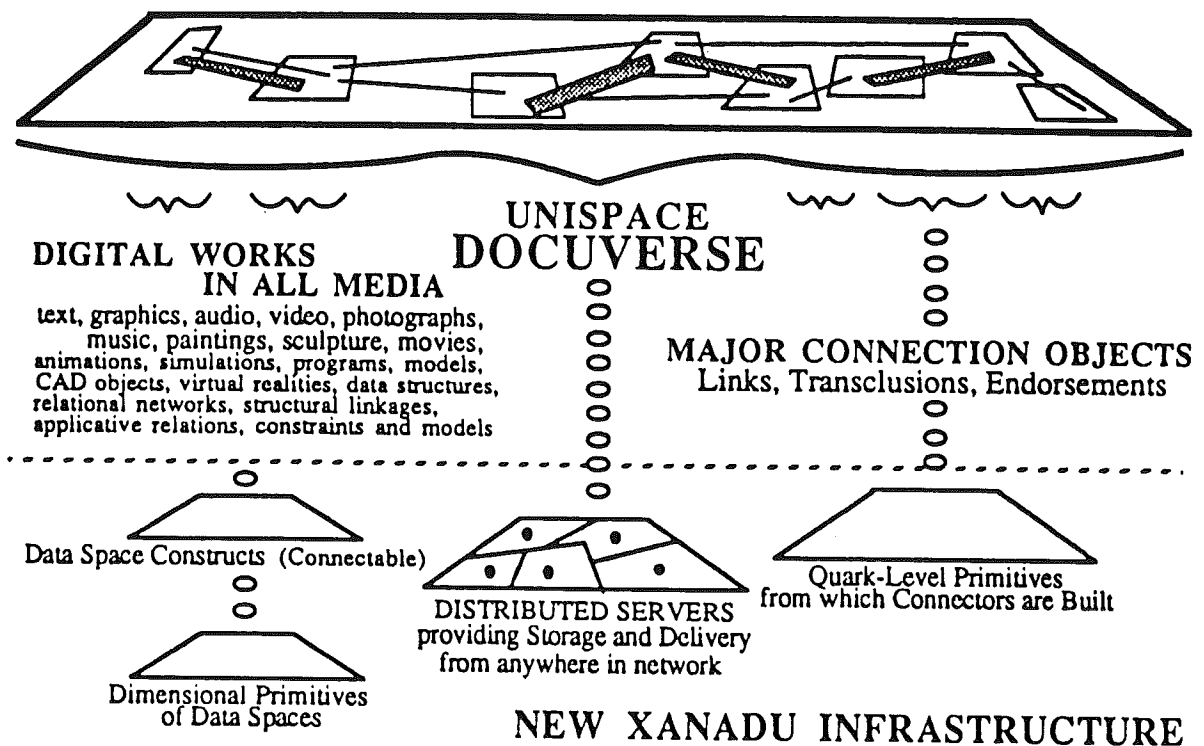 UNISPACE
DOCUVERSE
DIGITAL WORKS
IN ALL MEDIA
text, graphics, audio, video, photographs,
music, paintings, sculpture, movies,
animations, simulations, programs, models,
CAD objects, virtual realities, data structures,
relational networks, structural linkages,
applicative relations, constraints and models
MAJOR CONNECTION OBJECTS
Links, Transclusions, Endorsements
Data Space Constructs (Connectable)
Dimensional Primitives
of Data Spaces
DISTRIBUTED SERVERS
providing Storage and Delivery
from anywhere in network
Quark-Level Primitives
from which Connectors are Built
NEW XANADU INFRASTRUCTURE